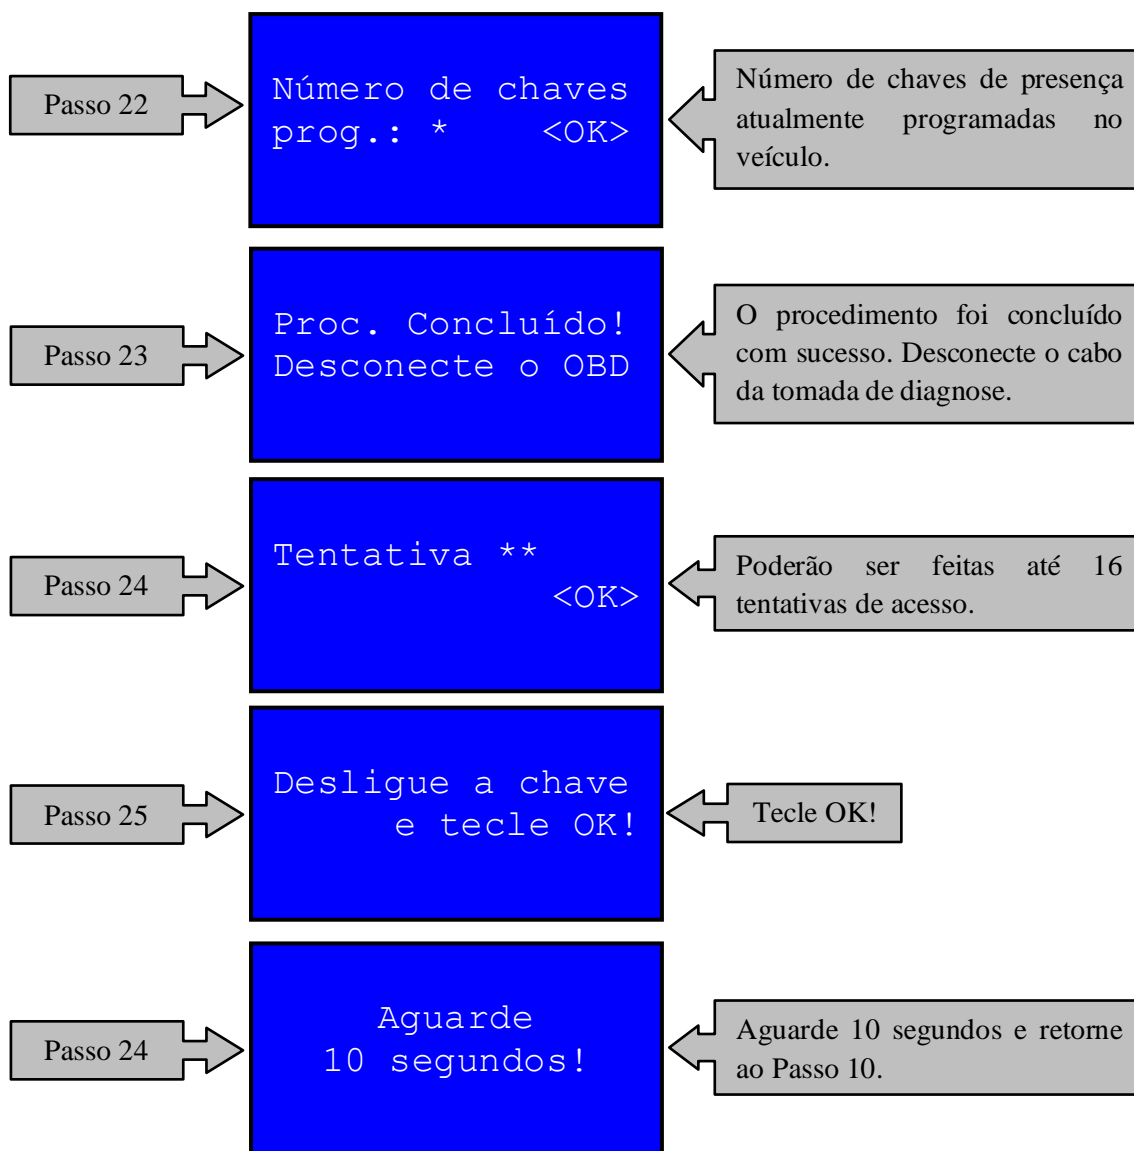 Passo 22
Número de chaves
prog.: * <OK>
Número de chaves de presença
atualmente programadas no
veículo.
Passo 23
Proc. Concluído!
Desconecte o OBD
O procedimento foi concluído
com sucesso. Desconecte o cabo
da tomada de diagnose.
Passo 24
Tentativa **
<OK>
Poderão ser feitas até 16
tentativas de acesso.
Passo 25
Desligue a chave
e tecle OK!
Tecle OK!
Passo 24
Aguarde
10 segundos!
Aguarde 10 segundos e retorne
ao Passo 10.